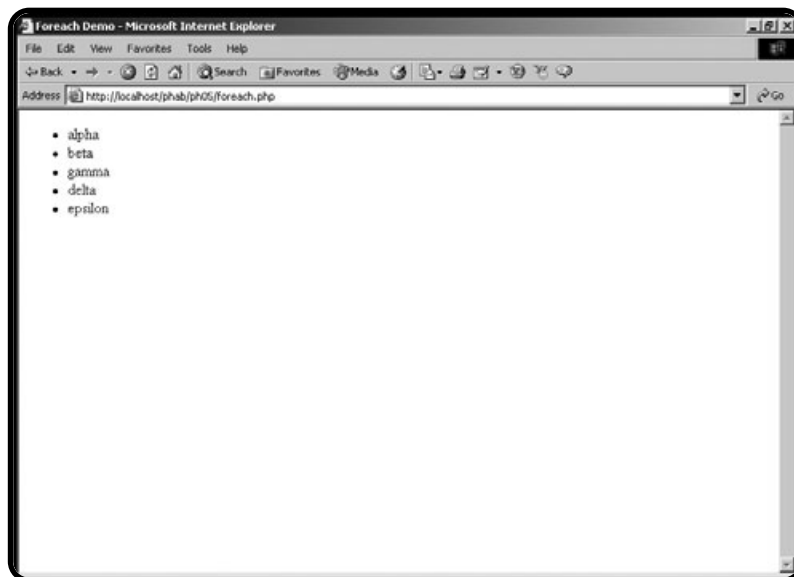 Foreach Demo - Microsoft Internet Explorer
File Edit View Favorites Tools Help
Back Search Favorites Media
Address http://localhost/phab/ph05/foreach.php Go
alpha
beta
gamma
delta
epsilon